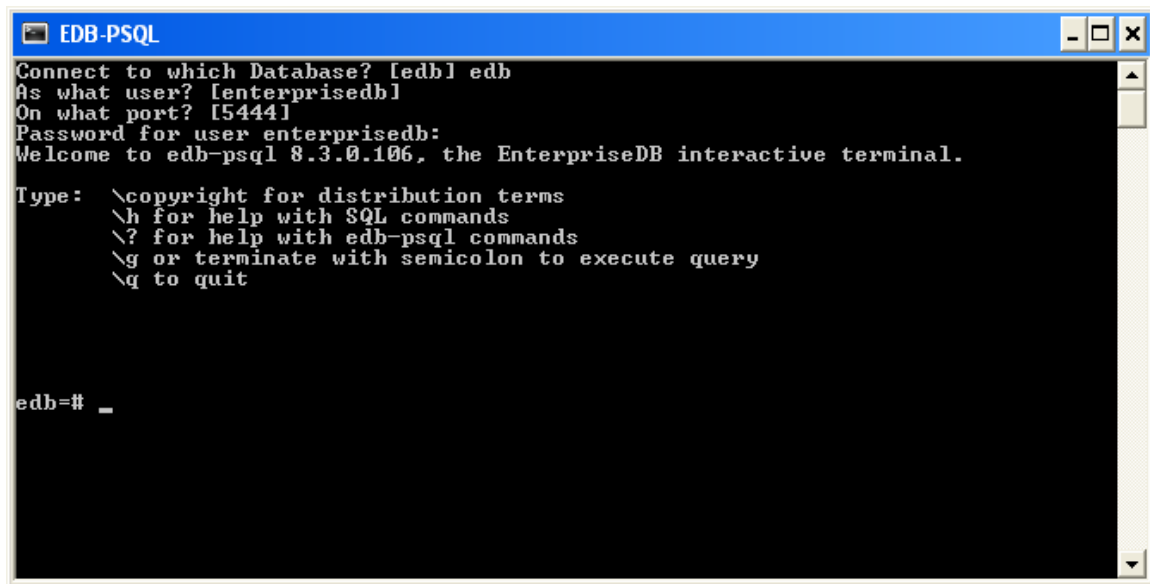 EDB-PSQL
Connect to which Database? [edb] edb
As what user? [enterprisedb]
On what port? [5444]
Password for user enterprisedb:
Welcome to edb-psql 8.3.0.106, the EnterpriseDB interactive terminal.
Type:  \copyright for distribution terms
\h for help with SQL commands
\? for help with edb-psql commands
\g or terminate with semicolon to execute query
\q to quit
edb=# _